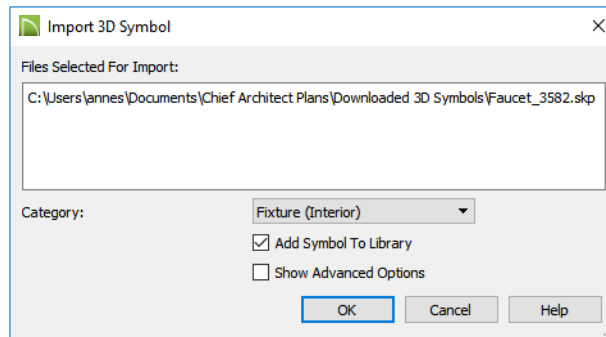 Import 3D Symbol
Files Selected For Import:
C:\Users\annes\Documents\Chief Architect Plans\Downloaded 3D Symbols\Faucet_3582.skp
Category:
Fixture (Interior)
Add Symbol To Library
Show Advanced Options
OK Cancel Help